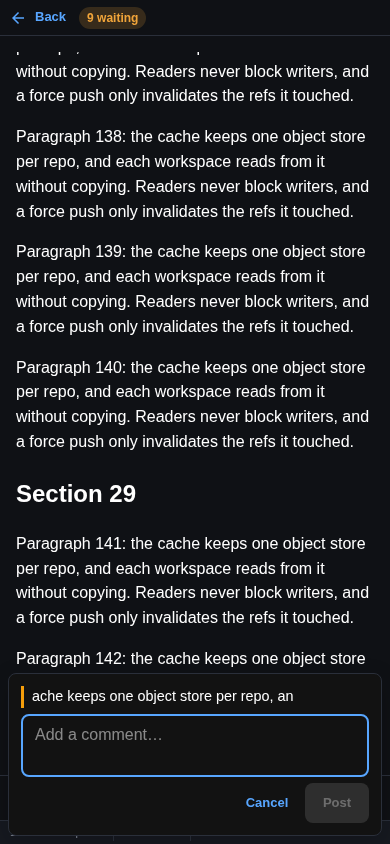 Back
9 waiting
without copying. Readers never block writers, and
a force push only invalidates the refs it touched.
Paragraph 138: the cache keeps one object store
per repo, and each workspace reads from it
without copying. Readers never block writers, and
a force push only invalidates the refs it touched.
Paragraph 139: the cache keeps one object store
per repo, and each workspace reads from it
without copying. Readers never block writers, and
a force push only invalidates the refs it touched.
Paragraph 140: the cache keeps one object store
per repo, and each workspace reads from it
without copying. Readers never block writers, and
a force push only invalidates the refs it touched.
Section 29
Paragraph 141: the cache keeps one object store
per repo, and each workspace reads from it
without copying. Readers never block writers, and
a force push only invalidates the refs it touched.
Paragraph 142: the cache keeps one object store
ache keeps one object store per repo, an
Add a comment…
Cancel
Post